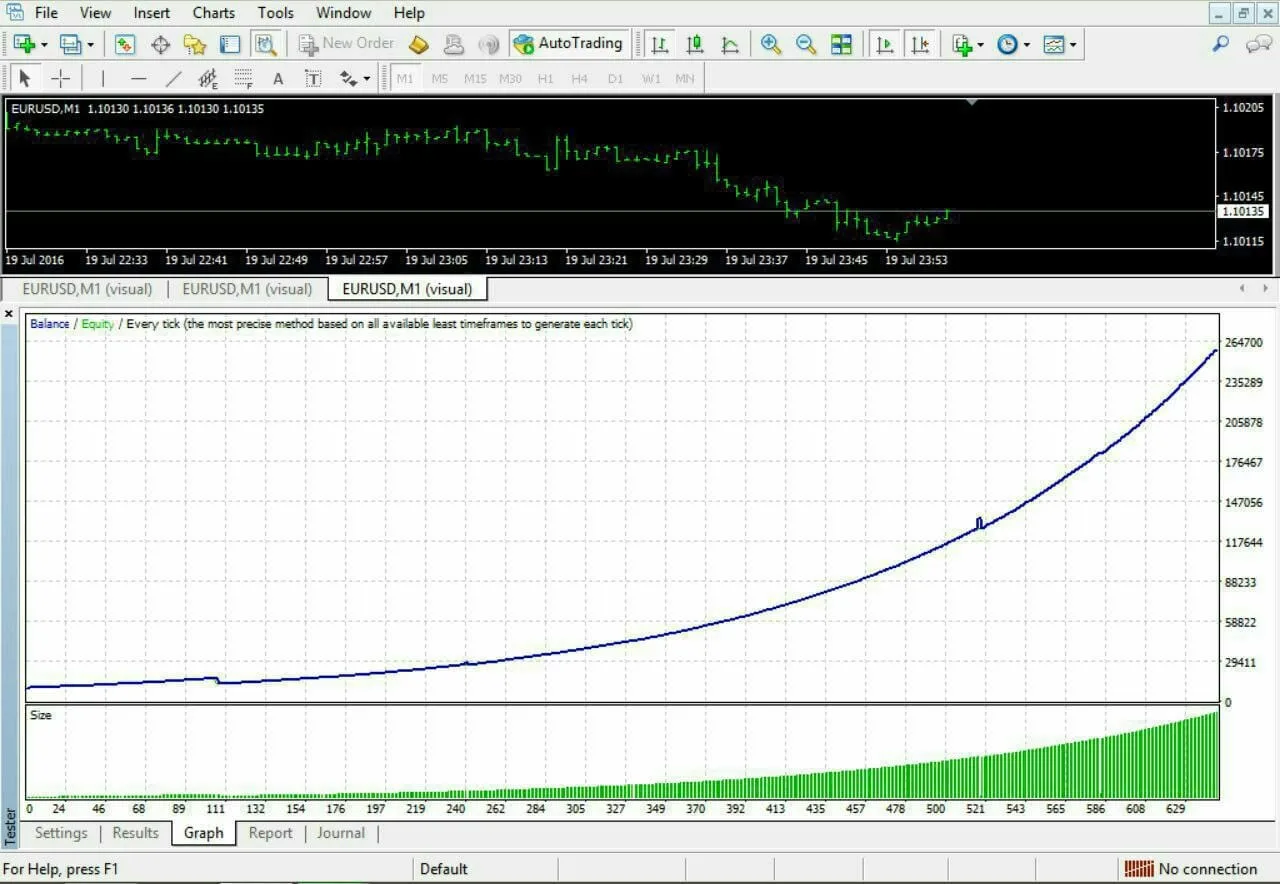 File View Insert Charts Tools Window Help
New Order AutoTrading
E F A T M1 M5 M15 M30 H1 H4 D1 W1 MN
EURUSD,M1 1.10130 1.10136 1.10130 1.10135
1.10205
1.10175
1.10145
1.10135
1.10115
19 Jul 2016 19 Jul 22:33 19 Jul 22:41 19 Jul 22:49 19 Jul 22:57 19 Jul 23:05 19 Jul 23:13 19 Jul 23:21 19 Jul 23:29 19 Jul 23:37 19 Jul 23:45 19 Jul 23:53
EURUSD,M1 (visual) EURUSD,M1 (visual) EURUSD,M1 (visual)
Balance / Equity / Every tick (the most precise method based on all available least timeframes to generate each tick)
264700
235289
205878
176467
147056
117644
88233
58822
29411
0
Size
0 24 46 68 89 111 132 154 176 197 219 240 262 284 305 327 349 370 392 413 435 457 478 500 521 543 565 586 608 629
Tester
Settings Results Graph Report Journal
For Help, press F1 Default No connection